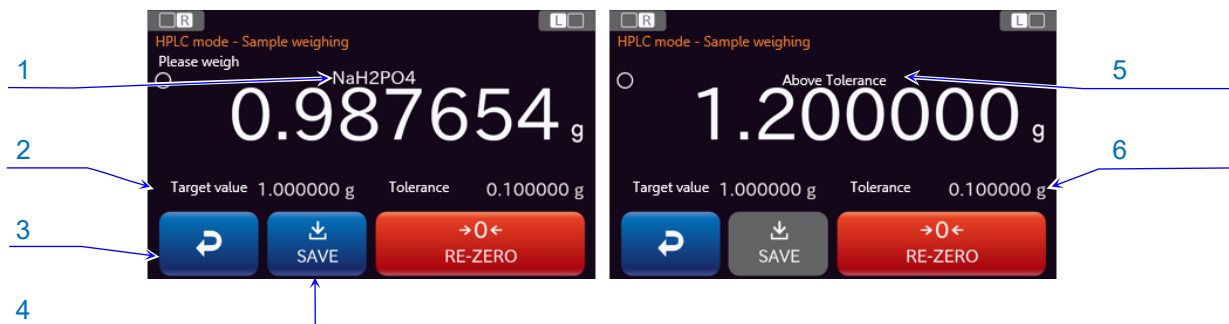 R
L
HPLC mode - Sample weighing
Please weigh
NaH2PO4
0.987654 g
Target value 1.000000 g Tolerance 0.100000 g
SAVE
→0←
RE-ZERO
R
L
HPLC mode - Sample weighing
Above Tolerance
1.200000 g
Target value 1.000000 g Tolerance 0.100000 g
SAVE
→0←
RE-ZERO
1
2
3
4
5
6